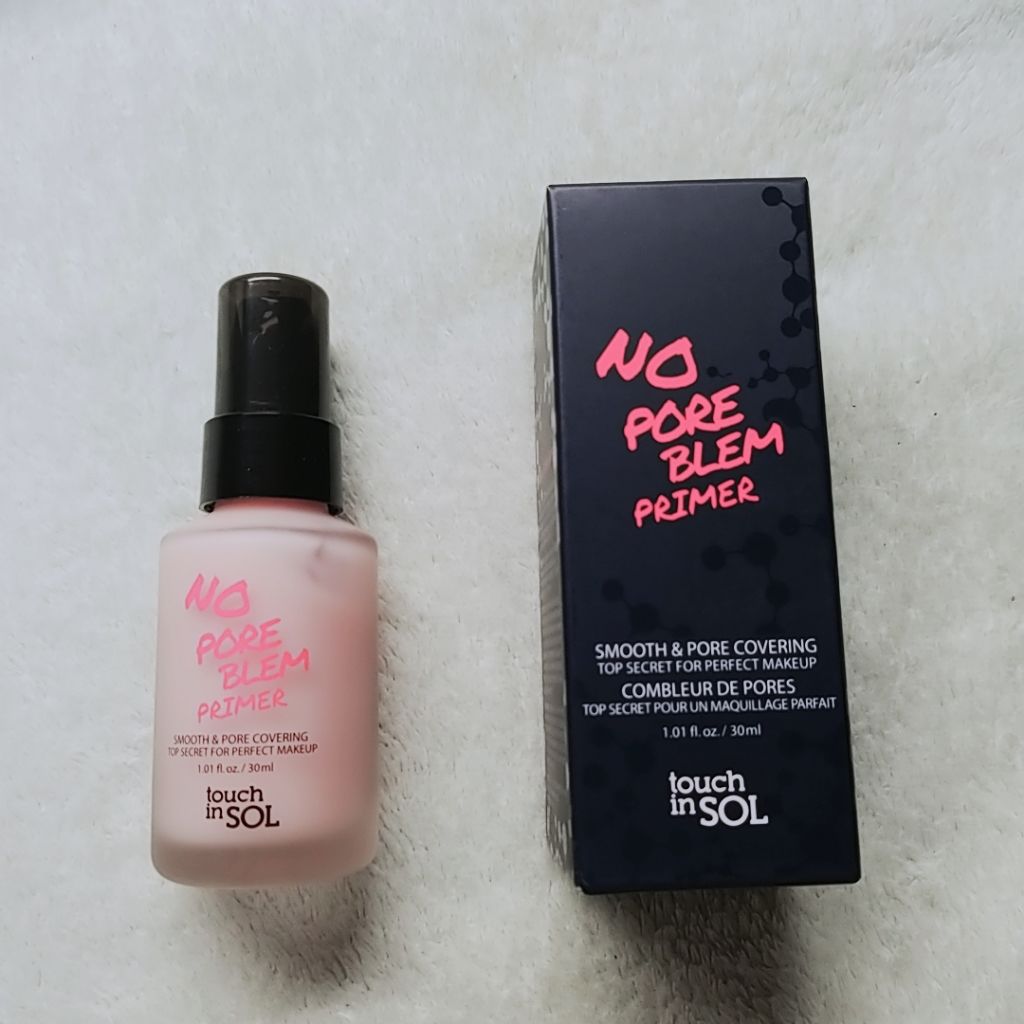 NO
PORE
BLEM
PRIMER
SMOOTH & PORE COVERING
TOP SECRET FOR PERFECT MAKEUP
1.01 fl. oz. / 30ml
touch
in SOL
NO
PORE
BLEM
PRIMER
SMOOTH & PORE COVERING
TOP SECRET FOR PERFECT MAKEUP
COMBLEUR DE PORES
TOP SECRET POUR UN MAQUILLAGE PARFAIT
1.01 fl. oz. / 30ml
touch
in SOL